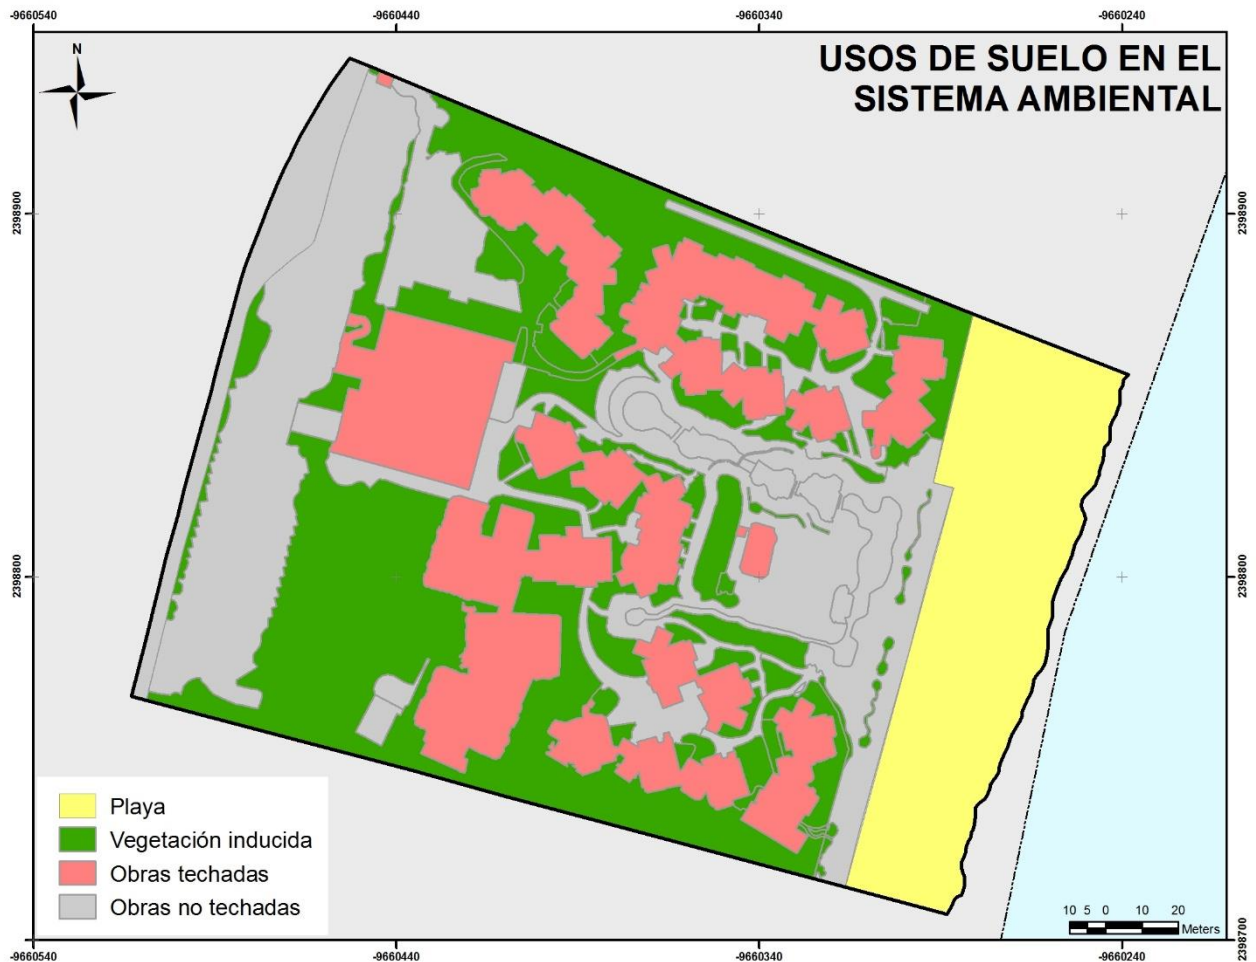 -9660540 -9660440 -9660340 -9660240
N
USOS DE SUELO EN EL
SISTEMA AMBIENTAL
2398900 2398900
2398800 2398800
Playa
Vegetación inducida
Obras techadas
Obras no techadas
10 5 0 10 20
Meters
2398700
-9660540 -9660440 -9660340 -9660240